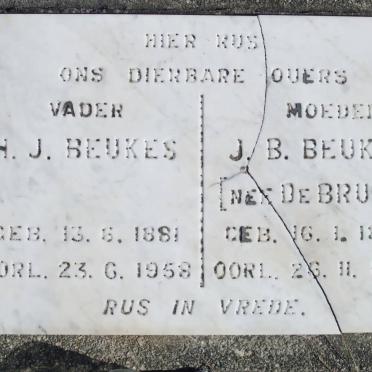 HIER RUS
ONS DIERBARE OUERS
VADER MOEDER
H. J. BEUKES J. B. BEUK
[NEE DE BRU
GEB. 13. 6. 1881 GEB. 16. 1. 1
OORL. 23. 6. 1958 OORL. 11.
RUS IN VREDE.